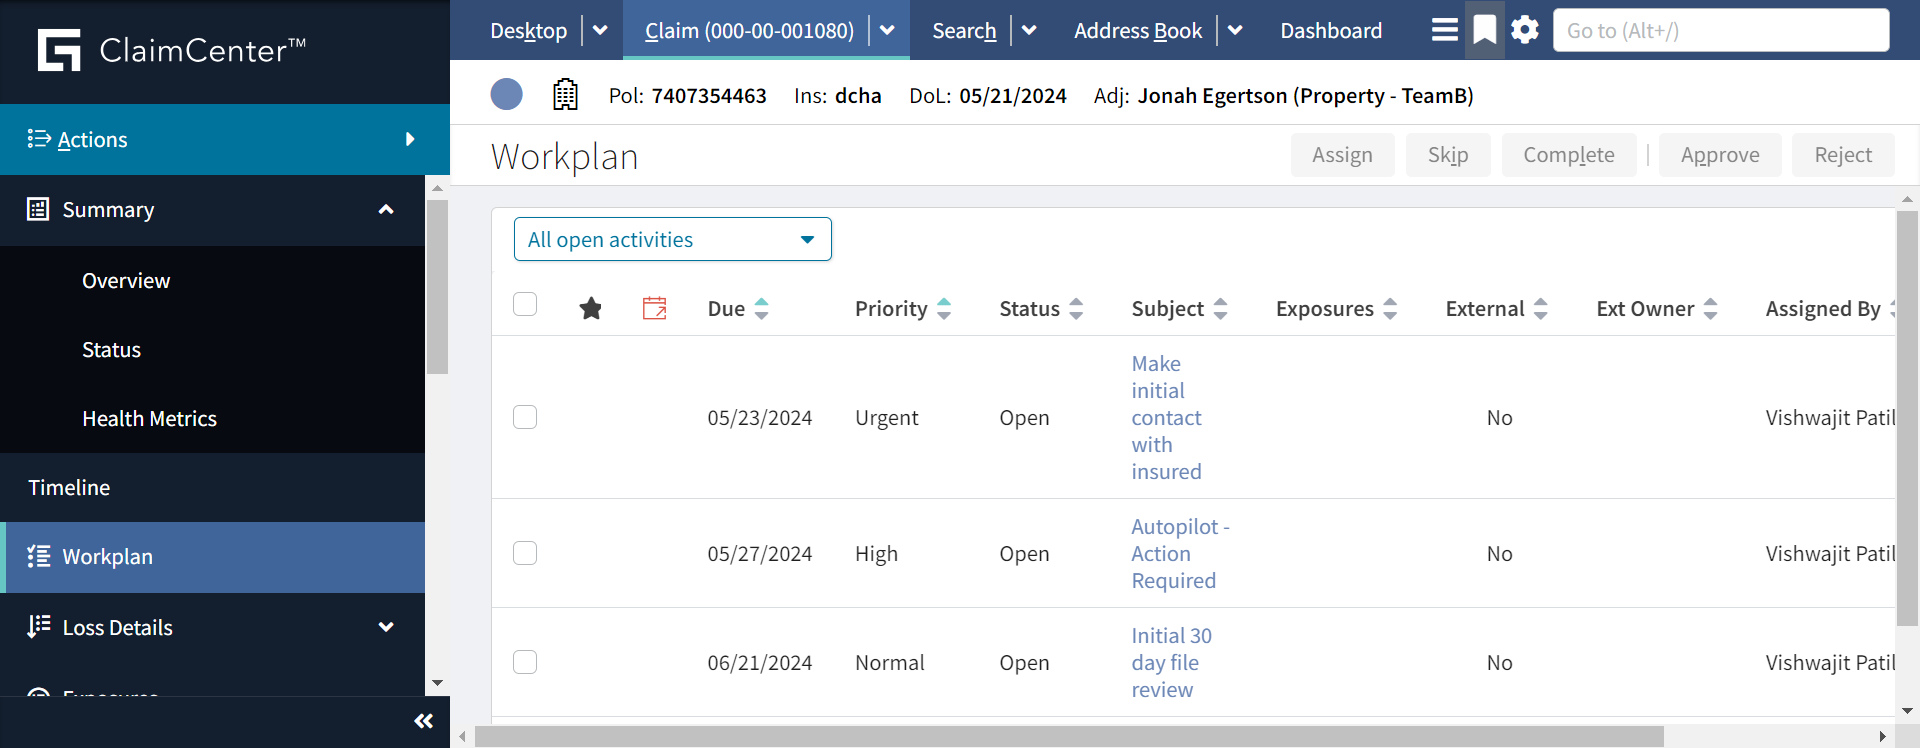 ClaimCenter™
Desktop
Claim (000-00-001080)
Search
Address Book
Dashboard
Go to (Alt+/)
Pol: 7407354463 Ins: dcha DoL: 05/21/2024 Adj: Jonah Egertson (Property - TeamB)
Actions
Summary
Overview
Status
Health Metrics
Timeline
Workplan
Loss Details
Exposures
Workplan
Assign Skip Complete Approve Reject
All open activities
Due Priority Status Subject Exposures External Ext Owner Assigned By
05/23/2024 Urgent Open
Make
initial
contact
with
insured
No Vishwajit Patil
05/27/2024 High Open
Autopilot -
Action
Required
No Vishwajit Patil
06/21/2024 Normal Open
Initial 30
day file
review
No Vishwajit Patil